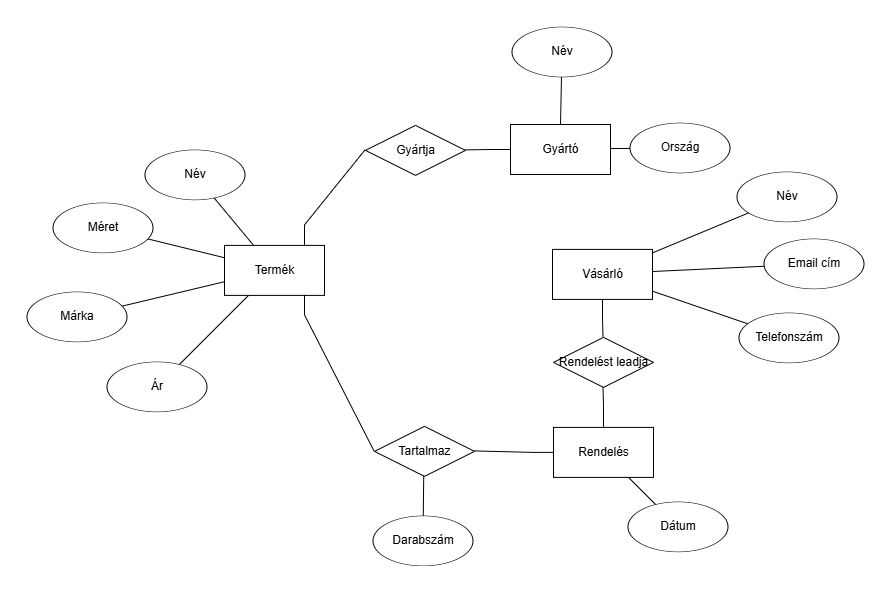 Név
Gyártja
Gyártó
Ország
Név
Név
Méret
Email cím
Termék
Vásárló
Márka
Telefonszám
Rendelést leadja
Ár
Tartalmaz
Rendelés
Dátum
Darabszám